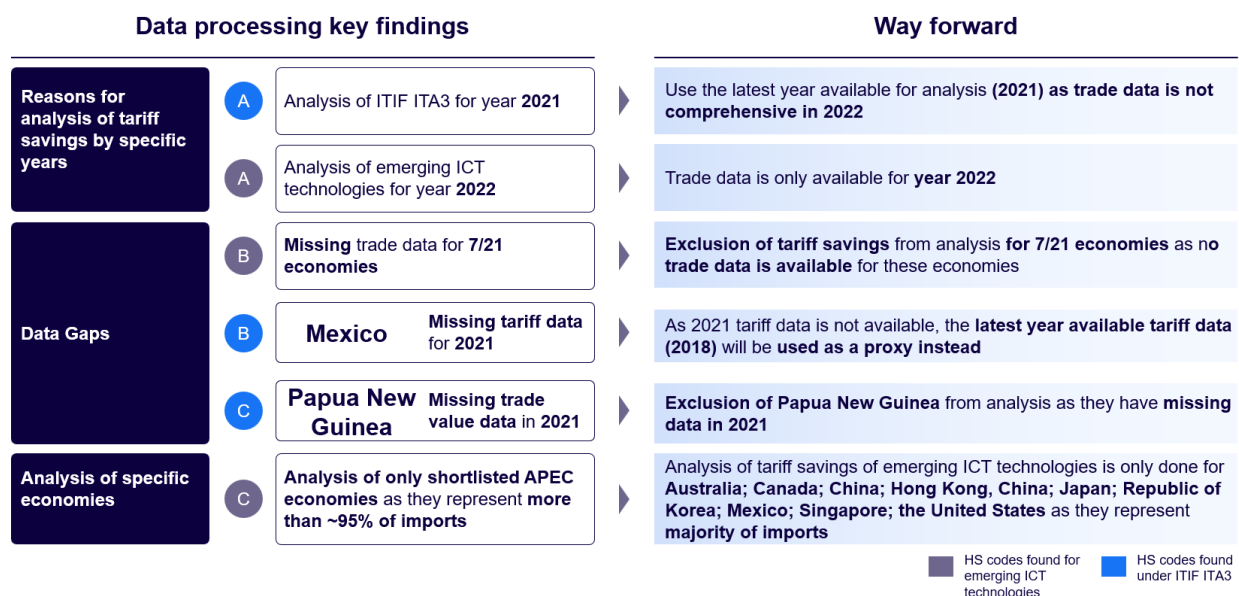 Data processing key findings
Way forward
Reasons for
analysis of tariff
savings by specific
years
A
Analysis of ITIF ITA3 for year 2021
Use the latest year available for analysis (2021) as trade data is not
comprehensive in 2022
A
Analysis of emerging ICT
technologies for year 2022
Trade data is only available for year 2022
Data Gaps
B
Missing trade data for 7/21
economies
Exclusion of tariff savings from analysis for 7/21 economies as no
trade data is available for these economies
B
Mexico
Missing tariff data
for 2021
As 2021 tariff data is not available, the latest year available tariff data
(2018) will be used as a proxy instead
C
Papua New
Guinea
Missing trade
value data in 2021
Exclusion of Papua New Guinea from analysis as they have missing
data in 2021
Analysis of specific
economies
C
Analysis of only shortlisted APEC
economies as they represent more
than ~95% of imports
Analysis of tariff savings of emerging ICT technologies is only done for
Australia; Canada; China; Hong Kong, China; Japan; Republic of
Korea; Mexico; Singapore; the United States as they represent
majority of imports
HS codes found for
emerging ICT
technologies
HS codes found
under ITIF ITA3